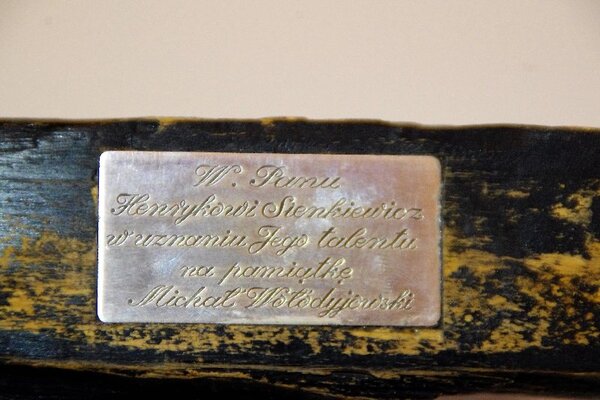 W. Panu
Henrykowi Sienkiewicz
w uznaniu Jego talentu
na pamiątkę
Michał Wołodyjowski